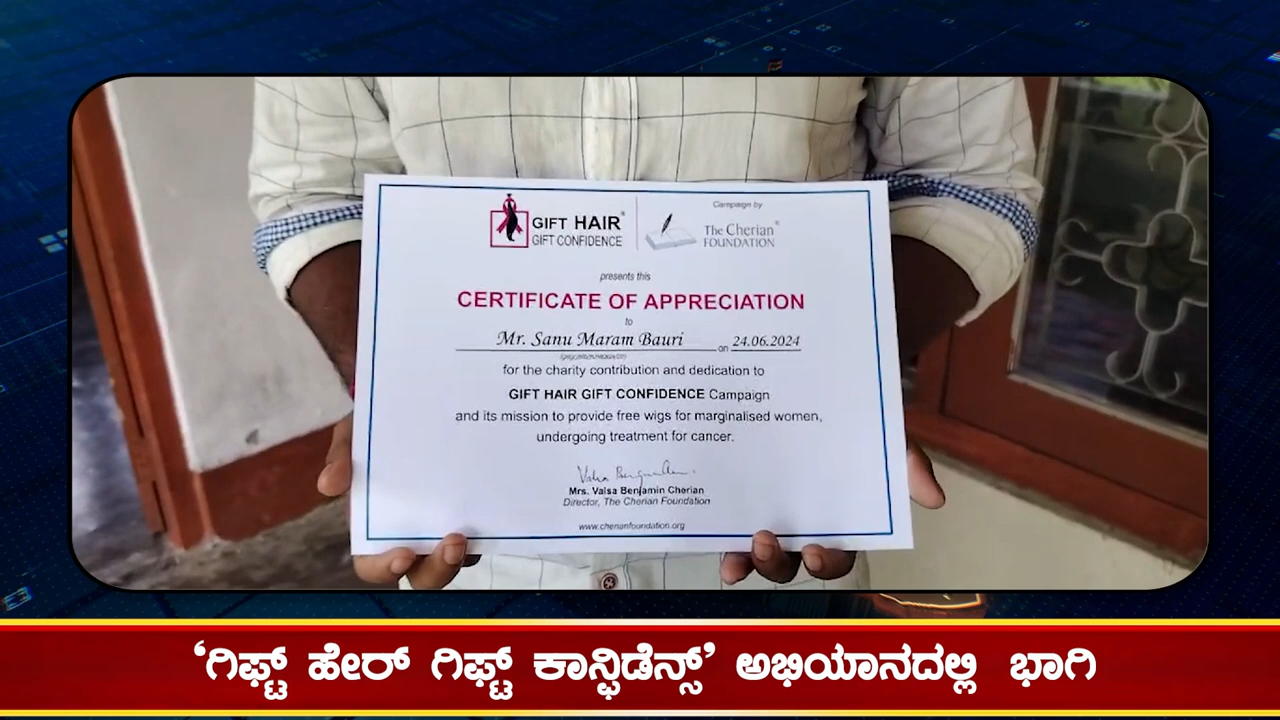 GIFT HAIR®
GIFT CONFIDENCE
Campaign by
The Cherian®
FOUNDATION
presents this
CERTIFICATE OF APPRECIATION
to
Mr. Sanu Maram Bauri on 24.06.2024
for the charity contribution and dedication to
GIFT HAIR GIFT CONFIDENCE Campaign
and its mission to provide free wigs for marginalised women,
undergoing treatment for cancer.
Mrs. Valsa Benjamin Cherian
Director, The Cherian Foundation
www.cherianfoundation.org
‘ಗಿಫ್ಟ್ ಹೇರ್ ಗಿಫ್ಟ್ ಕಾನ್ಫಿಡೆನ್ಸ್’ ಅಭಿಯಾನದಲ್ಲಿ ಭಾಗಿ